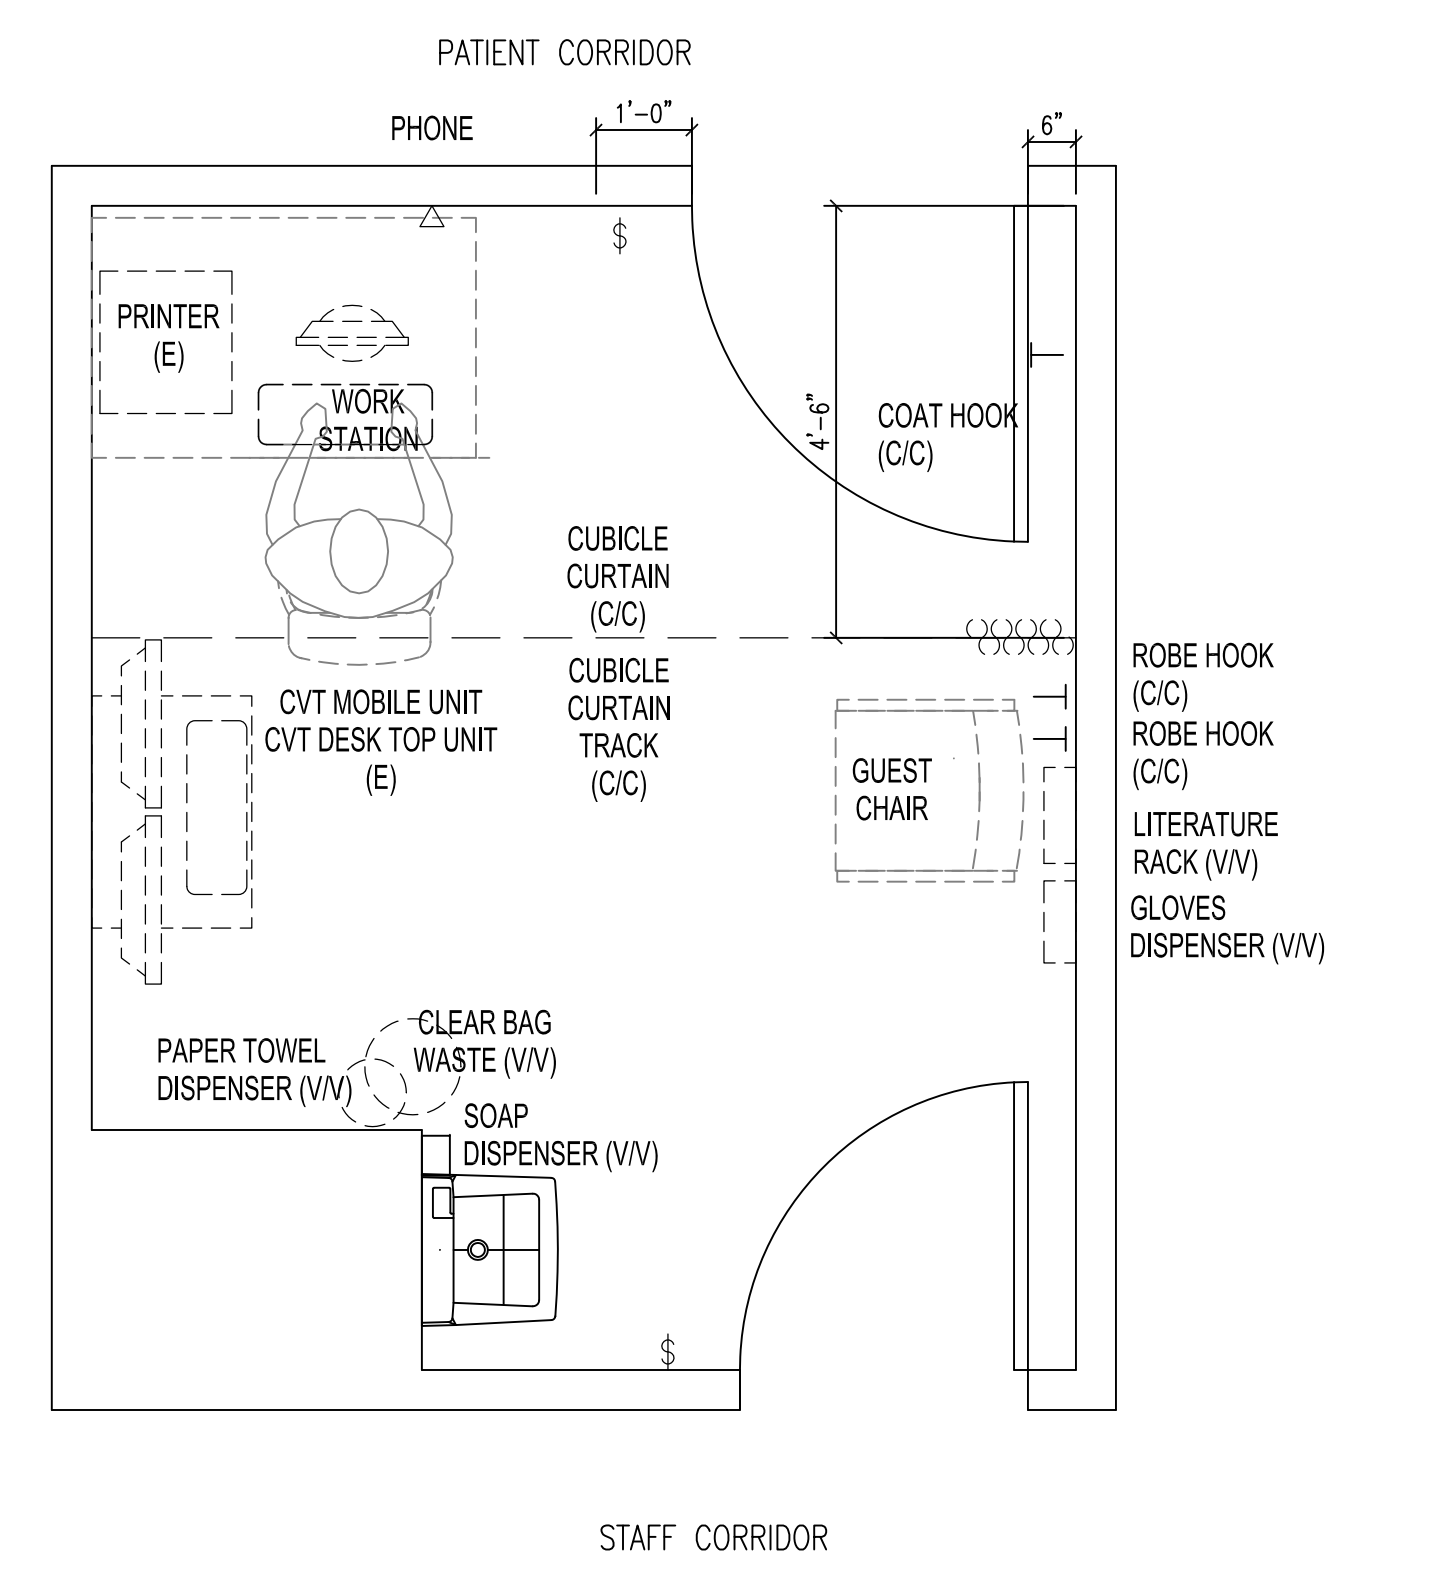 PATIENT CORRIDOR
1'-0"
6"
PHONE
$
PRINTER
(E)
WORK
STATION
4'-6"
COAT HOOK
(C/C)
CUBICLE
CURTAIN
(C/C)
CUBICLE
CURTAIN
TRACK
(C/C)
ROBE HOOK
(C/C)
ROBE HOOK
(C/C)
CVT MOBILE UNIT
CVT DESK TOP UNIT
(E)
GUEST
CHAIR
LITERATURE
RACK (V/V)
GLOVES
DISPENSER (V/V)
CLEAR BAG
WASTE (V/V)
PAPER TOWEL
DISPENSER (V/V)
SOAP
DISPENSER (V/V)
$
STAFF CORRIDOR